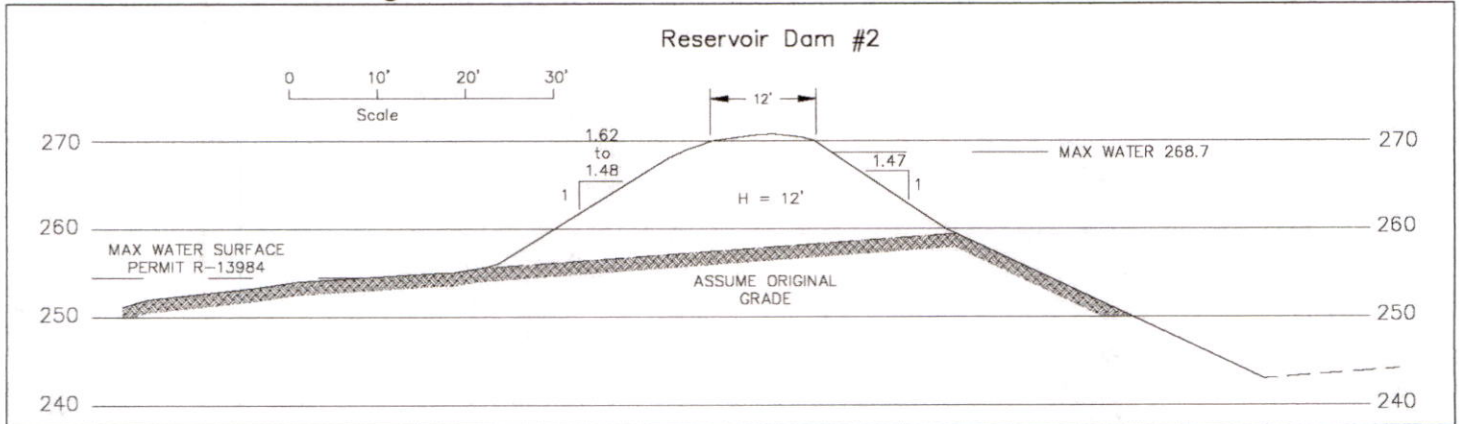 Reservoir Dam #2
0 10' 20' 30'
Scale
12'
270 270
1.62
to
1.48
1
1.47
1
MAX WATER 268.7
H = 12'
260 260
MAX WATER SURFACE
PERMIT R-13984
ASSUME ORIGINAL
GRADE
250 250
240 240